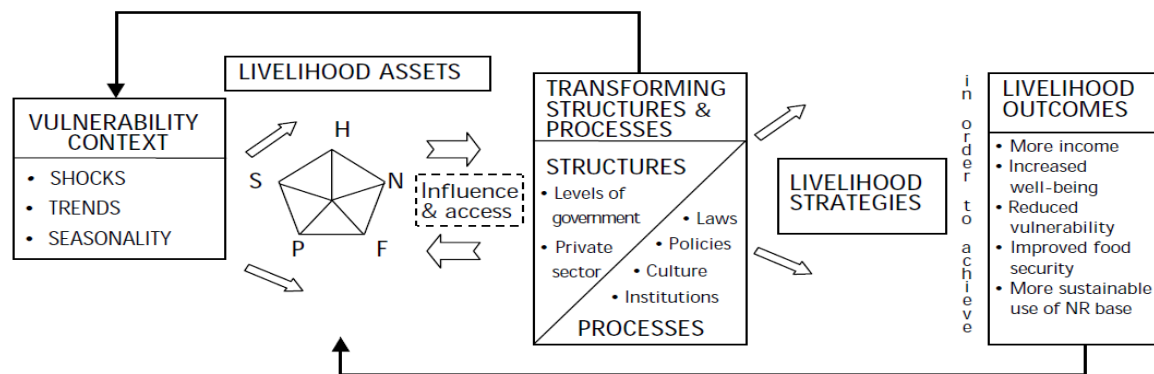 VULNERABILITY
CONTEXT
• SHOCKS
• TRENDS
• SEASONALITY
LIVELIHOOD ASSETS
H
S
N
P
F
Influence
& access
TRANSFORMING
STRUCTURES &
PROCESSES
STRUCTURES
• Levels of
government
• Private
sector
• Laws
• Policies
• Culture
• Institutions
PROCESSES
LIVELIHOOD
STRATEGIES
in order to achieve
LIVELIHOOD
OUTCOMES
• More income
• Increased
well-being
• Reduced
vulnerability
• Improved food
security
• More sustainable
use of NR base